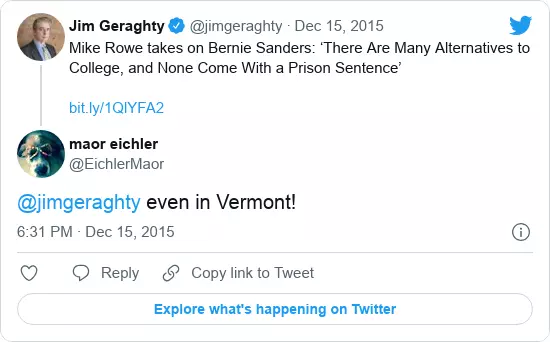 Jim Geraghty @jimgeraghty · Dec 15, 2015
Mike Rowe takes on Bernie Sanders: ‘There Are Many Alternatives to
College, and None Come With a Prison Sentence’
bit.ly/1QlYFA2
maor eichler
@EichlerMaor
@jimgeraghty even in Vermont!
6:31 PM · Dec 15, 2015
Reply Copy link to Tweet
Explore what's happening on Twitter